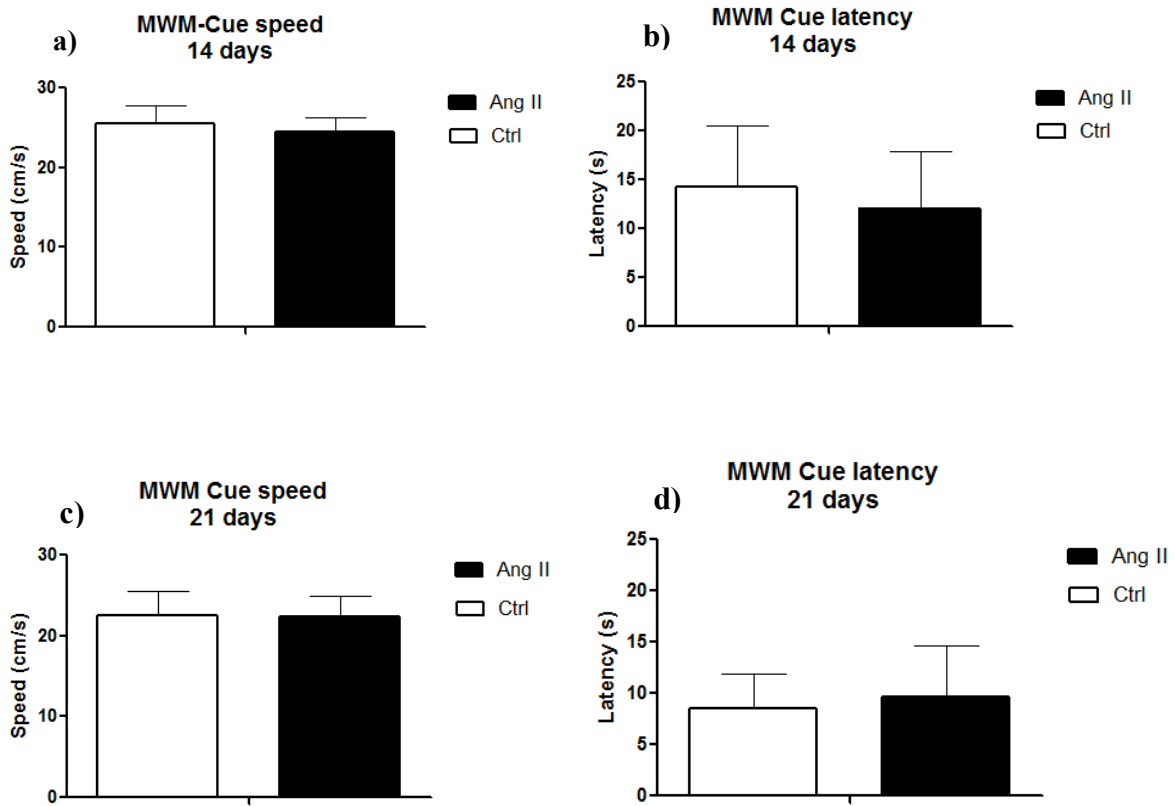 a)
MWM-Cue speed
14 days
30
20
10
0
Speed (cm/s)
Ang II
Ctrl
b)
MWM Cue latency
14 days
25
20
15
10
5
0
Latency (s)
Ang II
Ctrl
c)
MWM Cue speed
21 days
30
20
10
0
Speed (cm/s)
Ang II
Ctrl
d)
MWM Cue latency
21 days
25
20
15
10
5
0
Latency (s)
Ang II
Ctrl